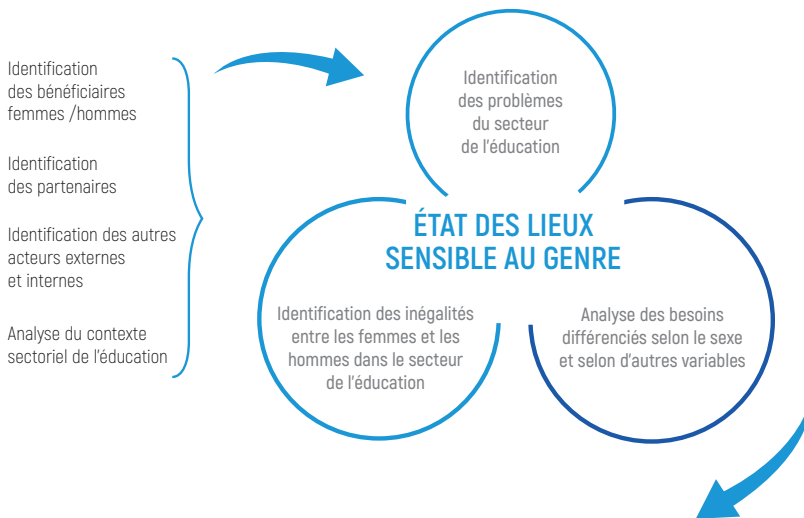 Identification
des bénéficiaires
femmes /hommes
Identification
des partenaires
Identification des autres
acteurs externes
et internes
Analyse du contexte
sectoriel de l'éducation
Identification
des problèmes
du secteur
de l'éducation
ÉTAT DES LIEUX
SENSIBLE AU GENRE
Identification des inégalités
entre les femmes et les
hommes dans le secteur
de l'éducation
Analyse des besoins
différenciés selon le sexe
et selon d'autres variables